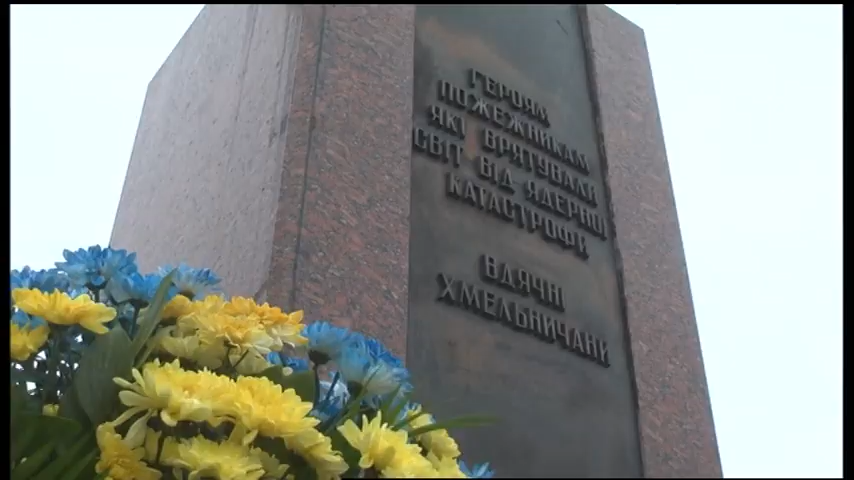 ГЕРОЯМ
ПОЖЕЖНИКАМ
ЯКІ ВРЯТУВАЛИ
СВІТ ВІД ЯДЕРНОЇ
КАТАСТРОФИ
ВДЯЧНІ
ХМЕЛЬНИЧАНИ